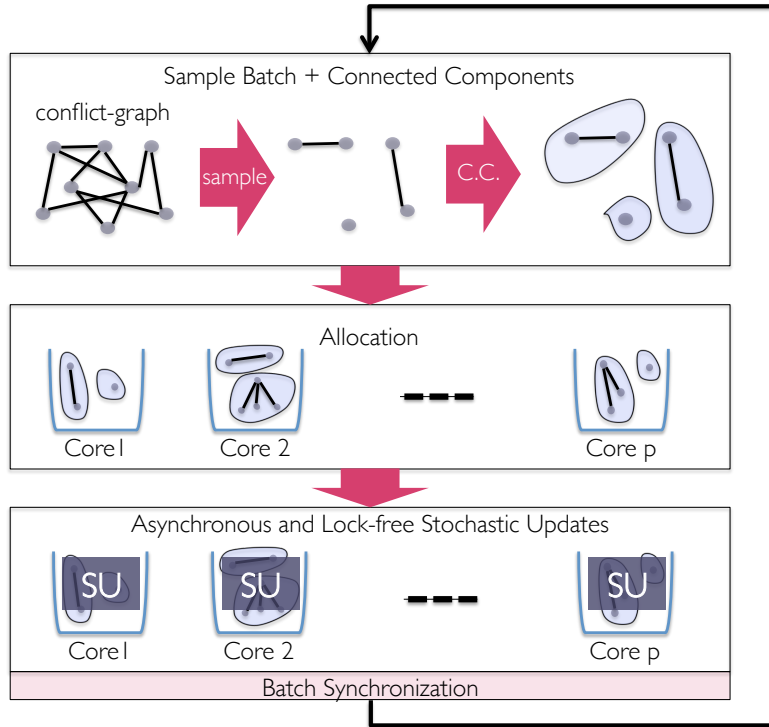 Sample Batch + Connected Components
conflict-graph
sample
C.C.
Allocation
Core1
Core 2
Core p
Asynchronous and Lock-free Stochastic Updates
SU
SU
SU
Core1
Core 2
Core p
Batch Synchronization